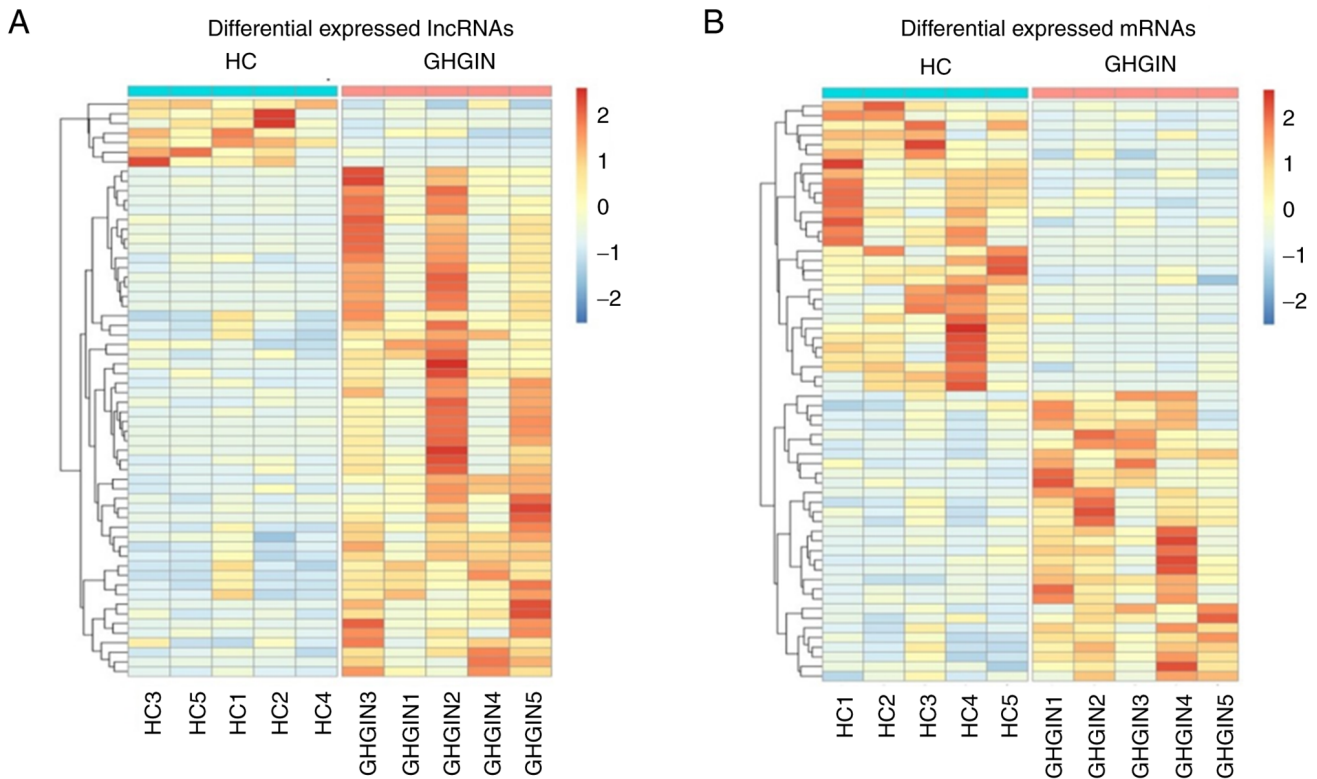 A
Differential expressed lncRNAs
HC
GHGIN
2
1
0
−1
−2
HC3
HC5
HC1
HC2
HC4
GHGIN3
GHGIN1
GHGIN2
GHGIN4
GHGIN5
B
Differential expressed mRNAs
HC
GHGIN
2
1
0
−1
−2
HC1
HC2
HC3
HC4
HC5
GHGIN1
GHGIN2
GHGIN3
GHGIN4
GHGIN5